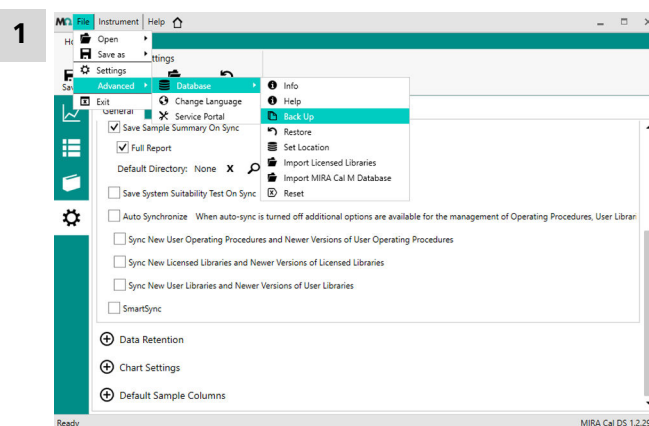 1
MQ File Instrument Help
Open
Save as
ttings
Settings
Advanced Database Info
Exit Change Language Help
General Service Portal Back Up
Save Sample Summary On Sync Restore
Full Report Set Location
Default Directory: None X Import Licensed Libraries
Import MIRA Cal M Database
Save System Suitability Test On Sync Reset
Auto Synchronize When auto-sync is turned off additional options are available for the management of Operating Procedures, User Librar
Sync New User Operating Procedures and Newer Versions of User Operating Procedures
Sync New Licensed Libraries and Newer Versions of Licensed Libraries
Sync New User Libraries and Newer Versions of User Libraries
SmartSync
Data Retention
Chart Settings
Default Sample Columns
Ready MIRA Cal DS 1.2.29